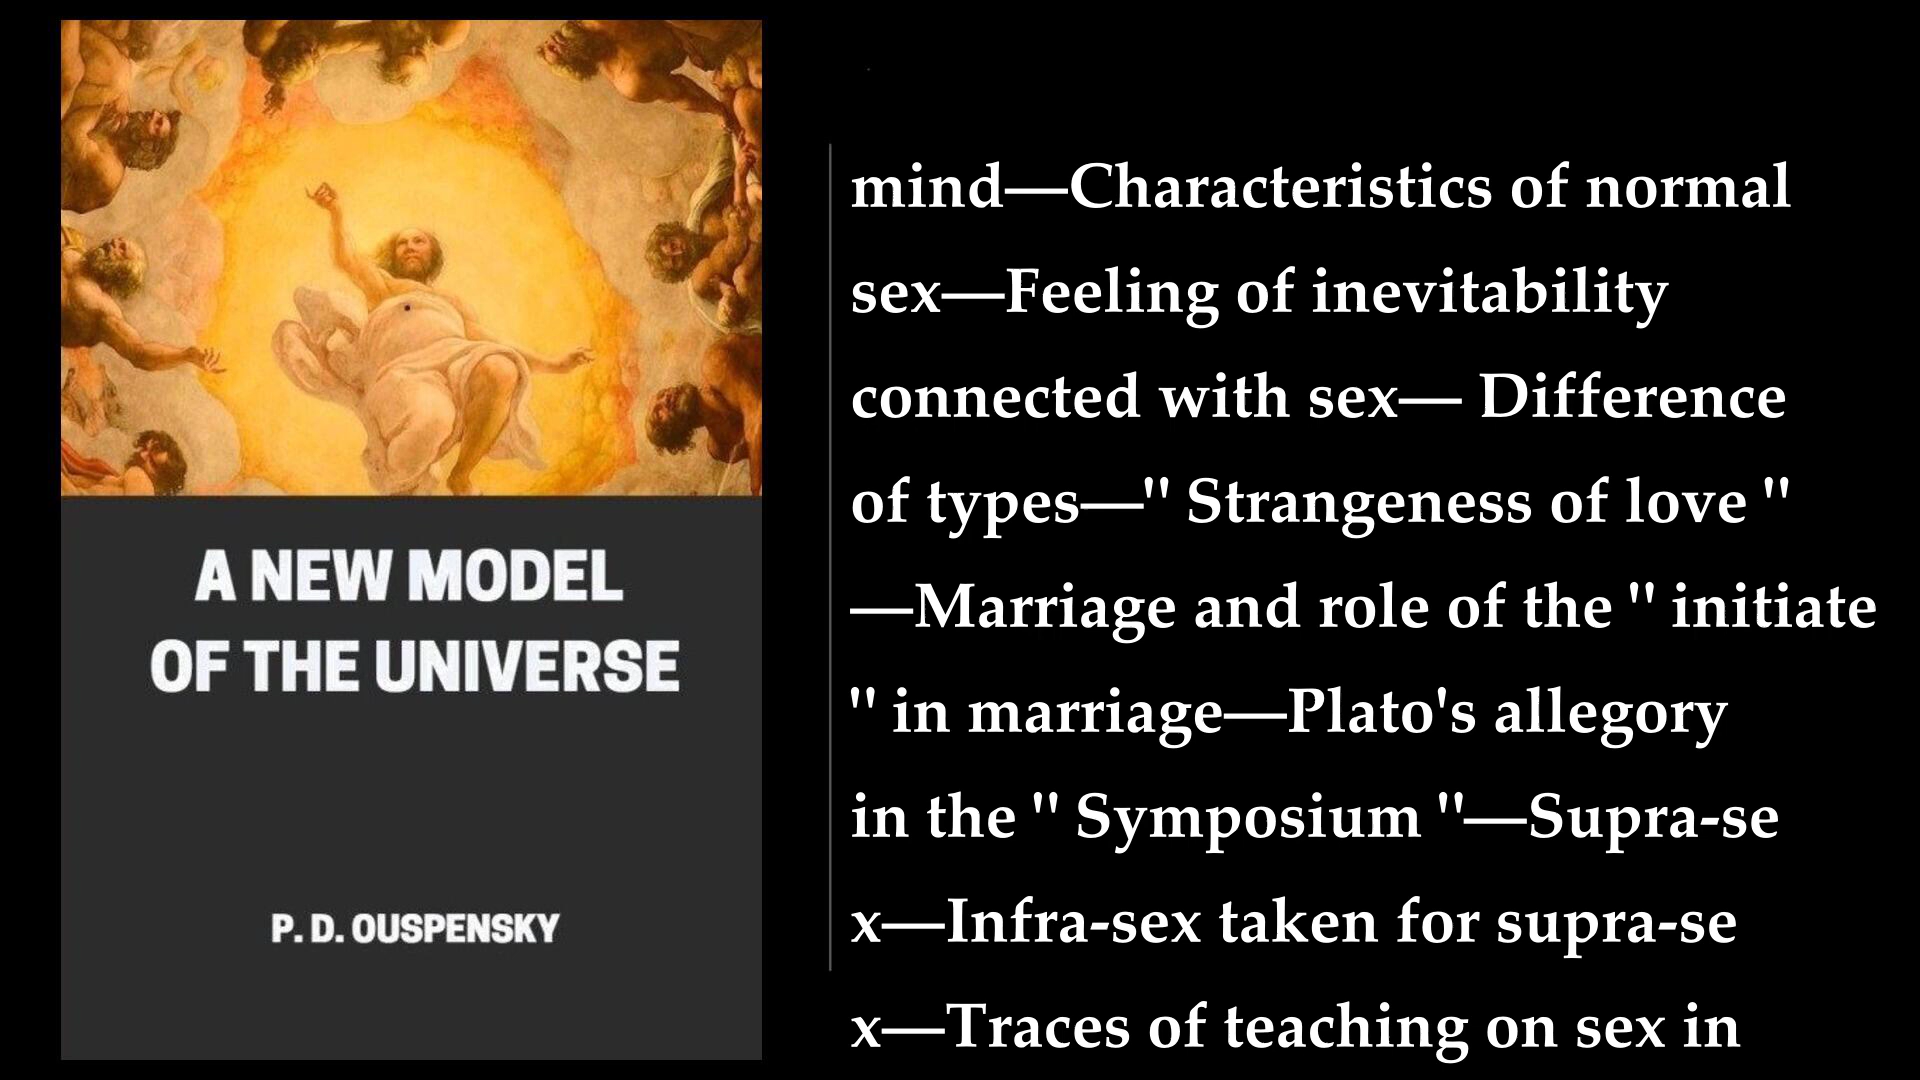 A NEW MODEL
OF THE UNIVERSE
P. D. OUSPENSKY
mind—Characteristics of normal
sex—Feeling of inevitability
connected with sex— Difference
of types—" Strangeness of love "
—Marriage and role of the " initiate
" in marriage—Plato's allegory
in the " Symposium "—Supra-se
x—Infra-sex taken for supra-se
x—Traces of teaching on sex in